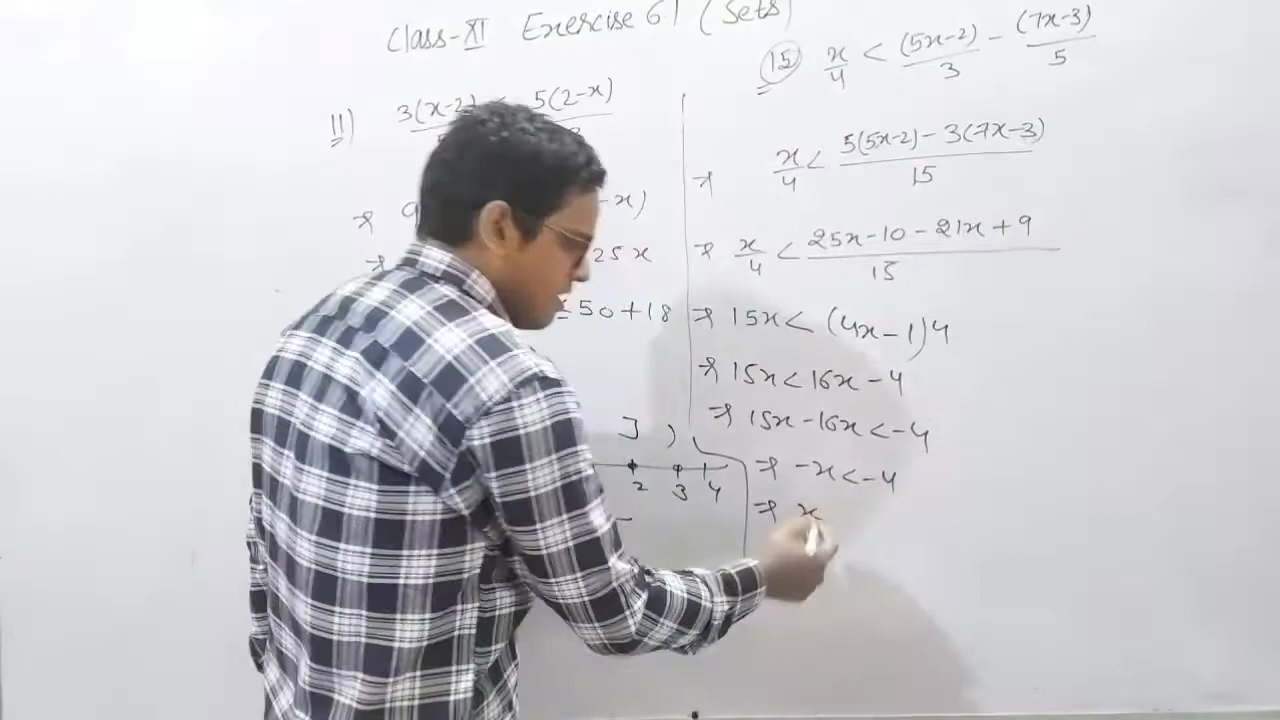 Class-XI Exercise 6.1 (Sets)
11) 3(x-2) 5(2-x)
-x)
25x
≤50+18
]
)
2 3 4
(15) x/4 < (5x-2)/3 - (7x-3)/5
⇒ x/4 < 5(5x-2)-3(7x-3)/15
⇒ x/4 < 25x-10-21x+9/15
⇒ 15x < (4x-1)4
⇒ 15x < 16x-4
⇒ 15x-16x < -4
⇒ -x < -4
⇒ x